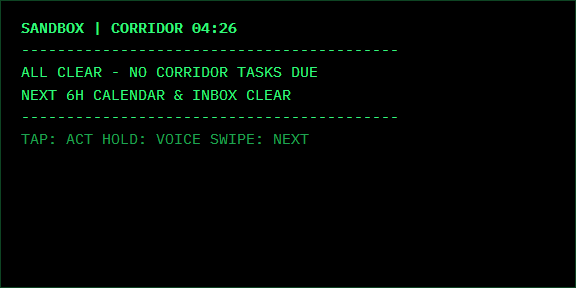 SANDBOX | CORRIDOR 04:26
------------------------------------------
ALL CLEAR - NO CORRIDOR TASKS DUE
NEXT 6H CALENDAR & INBOX CLEAR
------------------------------------------
TAP: ACT HOLD: VOICE SWIPE: NEXT